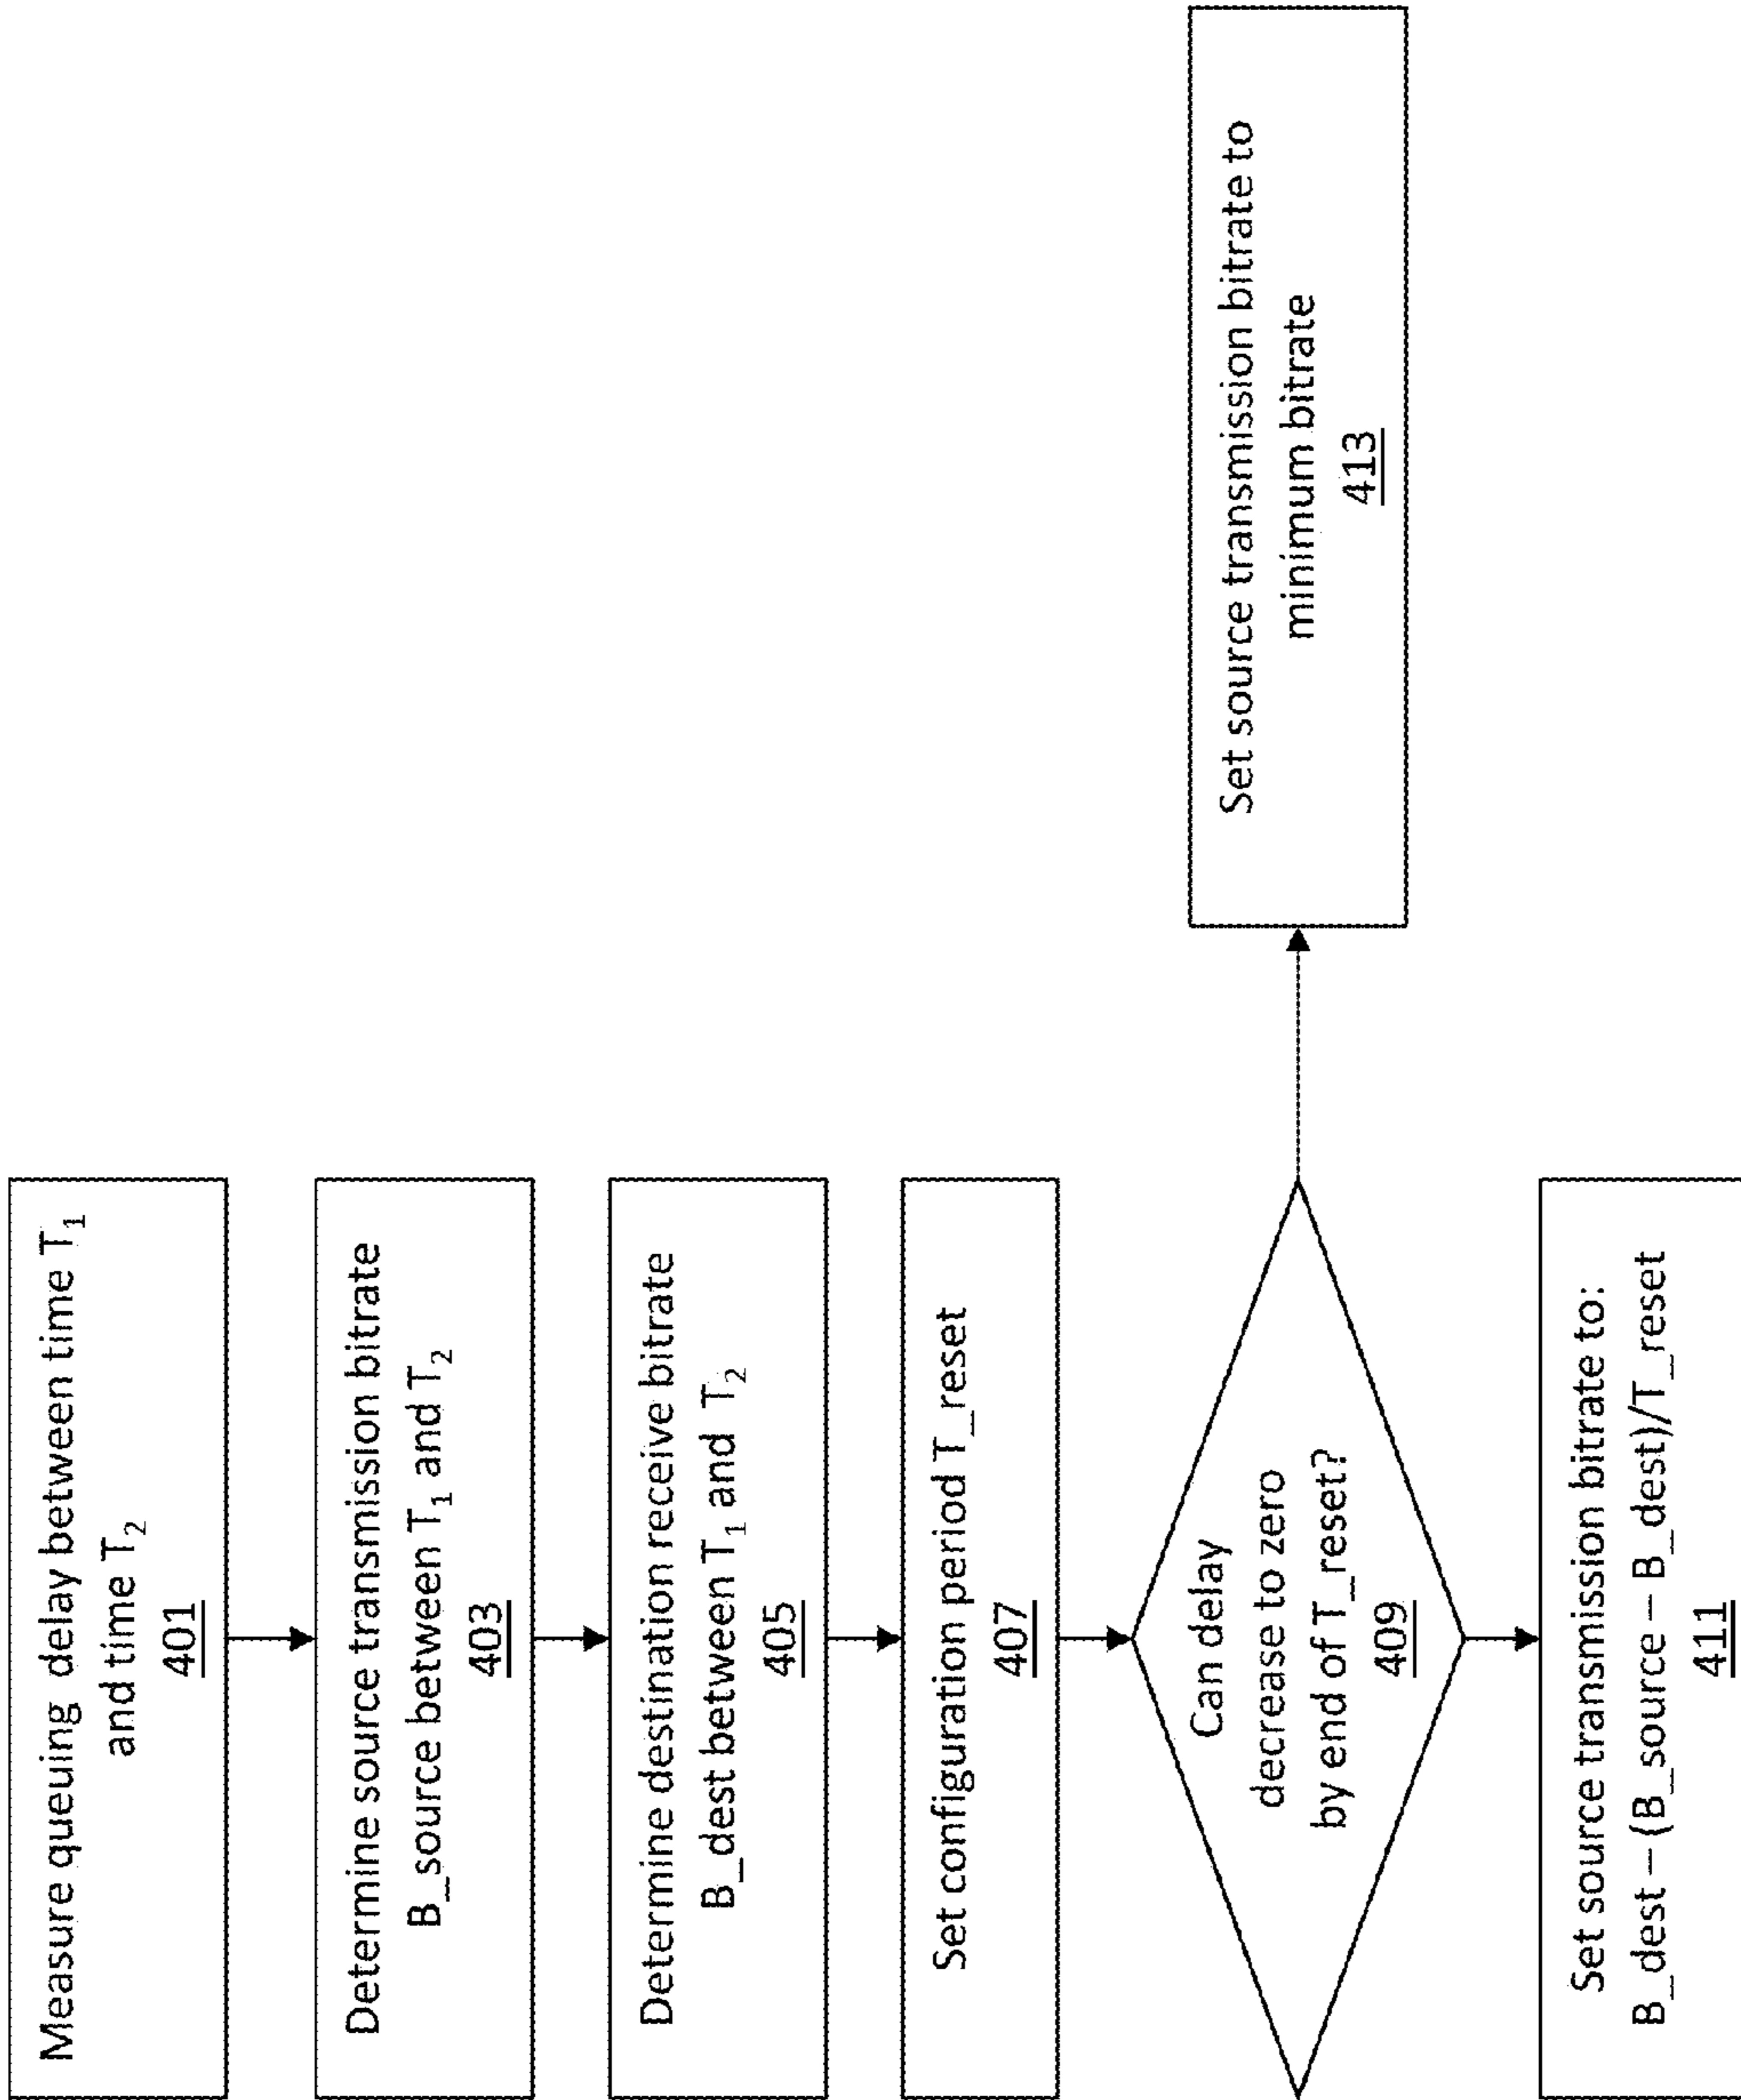 Measure queuing delay between time T₁
and time T₂
401
Determine source transmission bitrate
B_source between T₁ and T₂
403
Determine destination receive bitrate
B_dest between T₁ and T₂
405
Set configuration period T_reset
407
Can delay
decrease to zero
by end of T_reset?
409
Set source transmission bitrate to
minimum bitrate
413
Set source transmission bitrate to:
B_dest – (B_source – B_dest)/T_reset
411